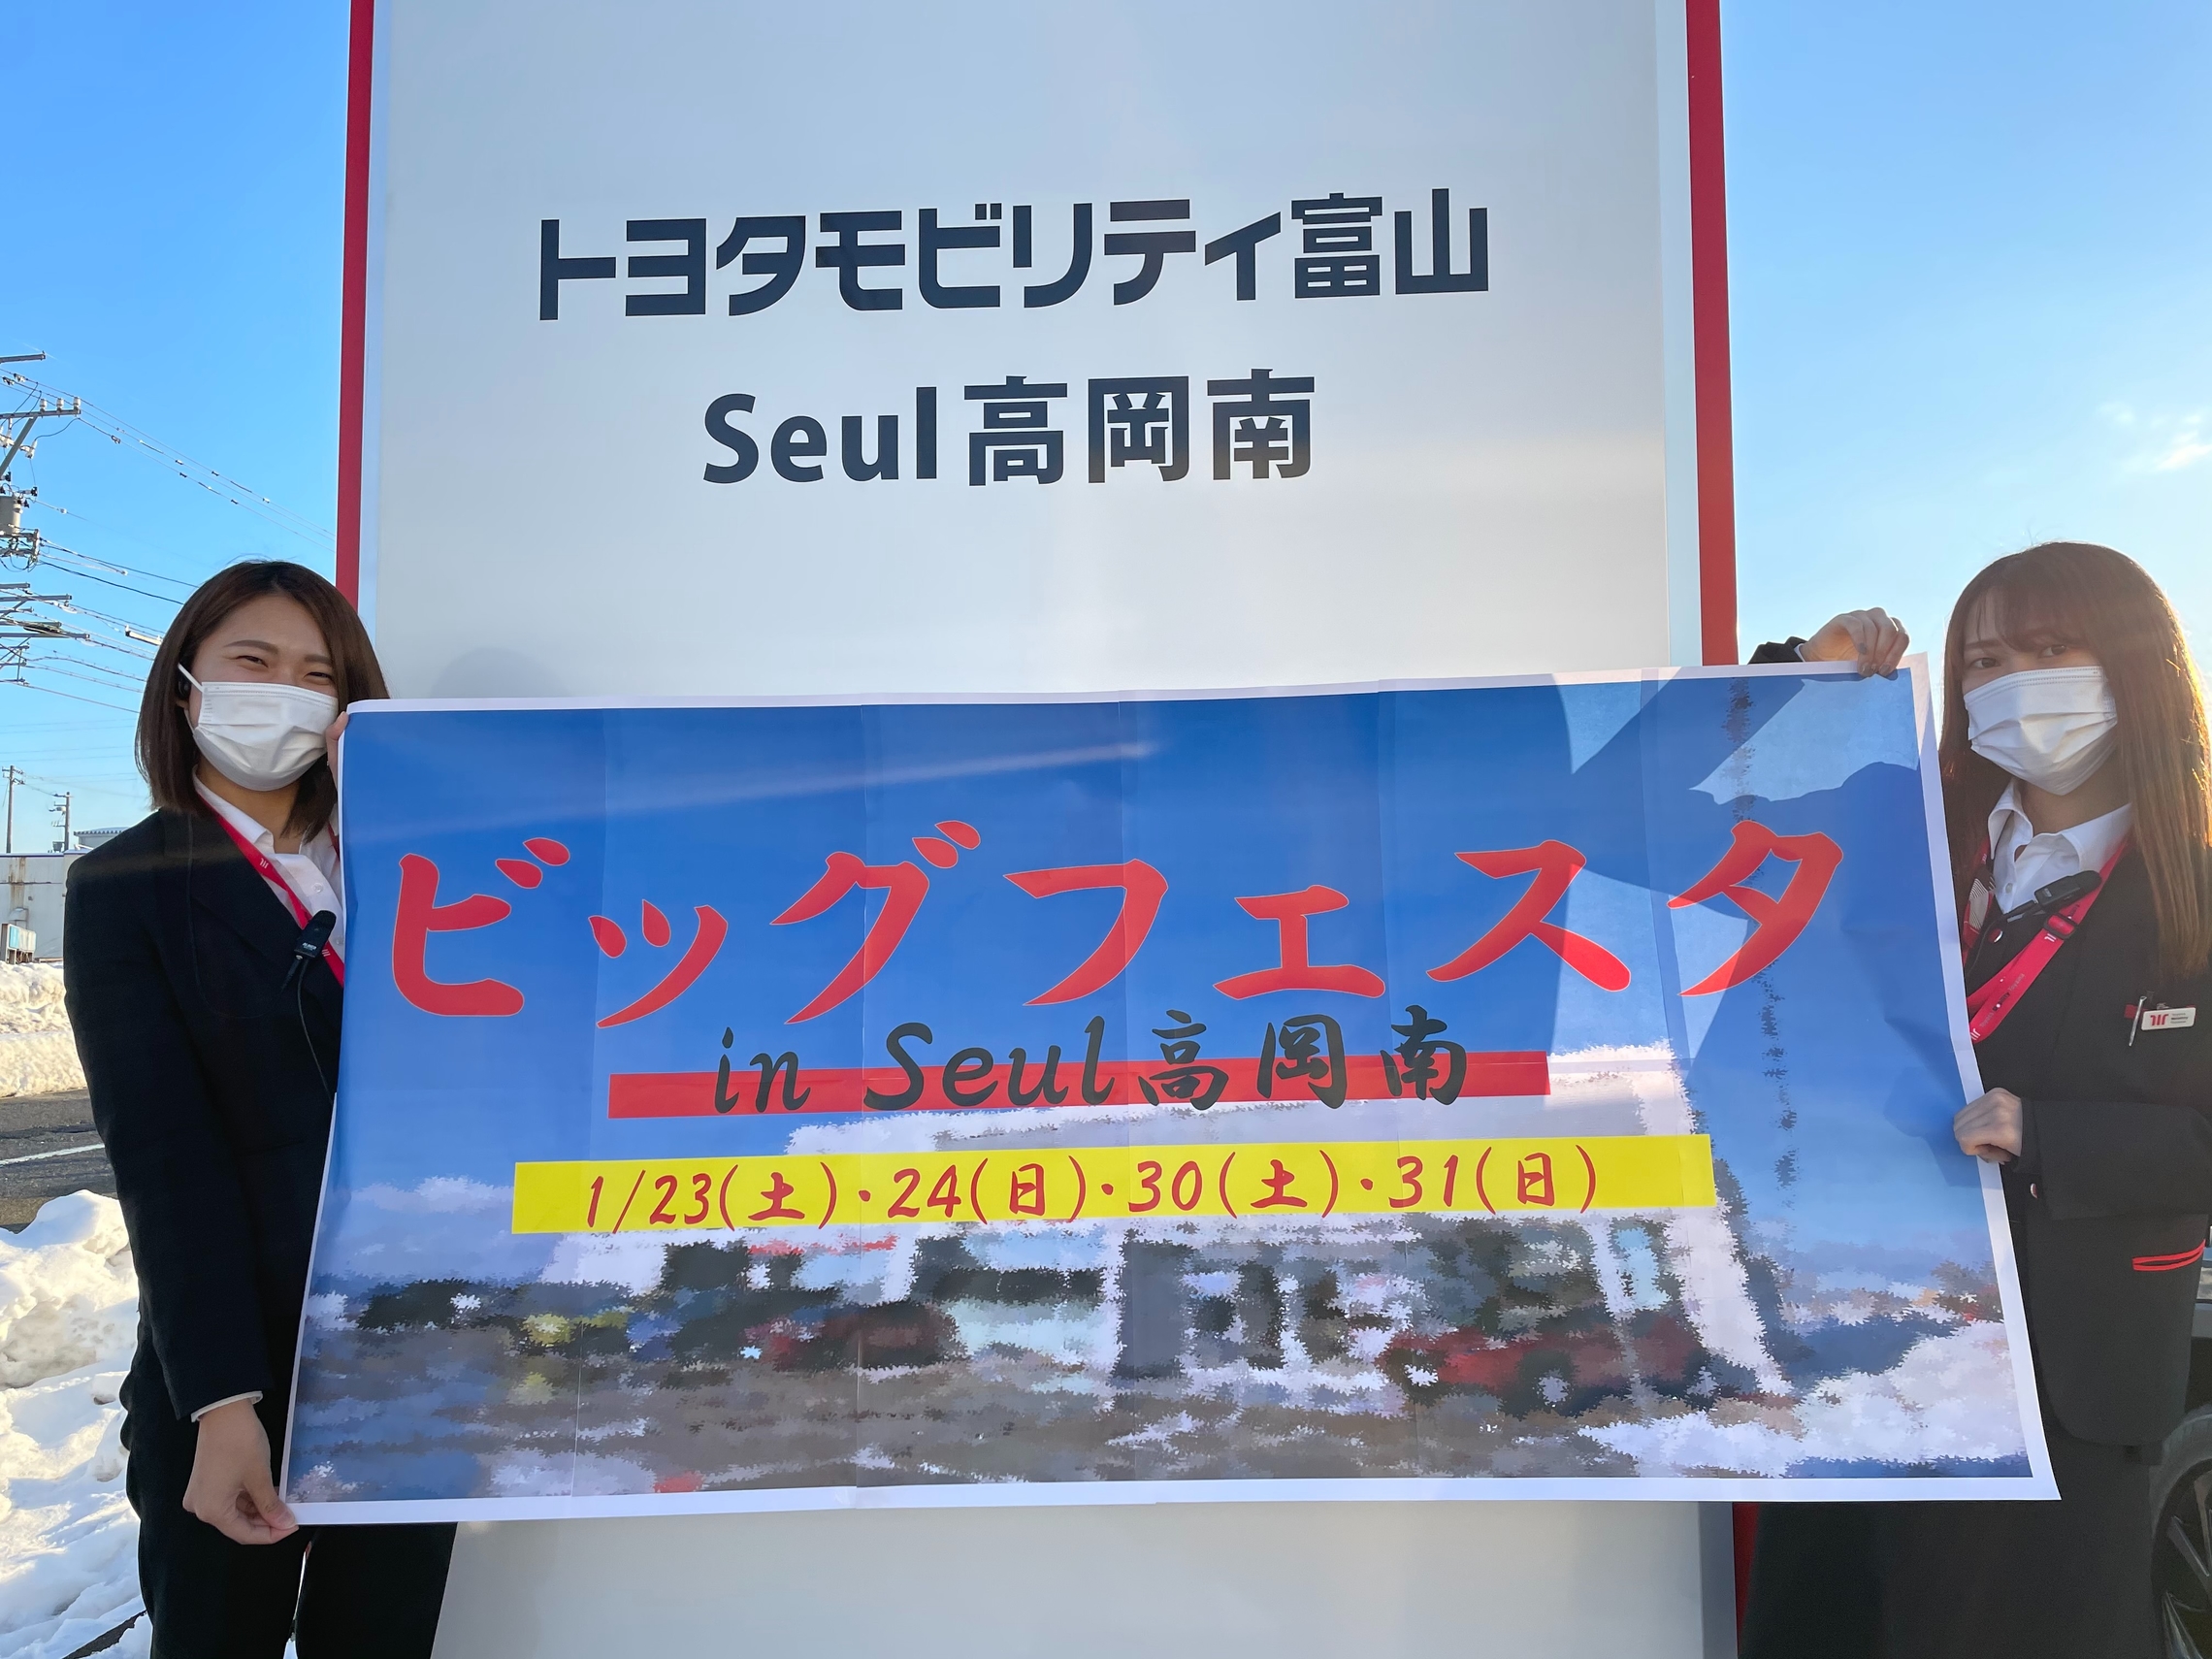 トヨタモビリティ富山
Seul高岡南
ビッグフェスタ
in Seul高岡南
1/23(土)・24(日)・30(土)・31(日)